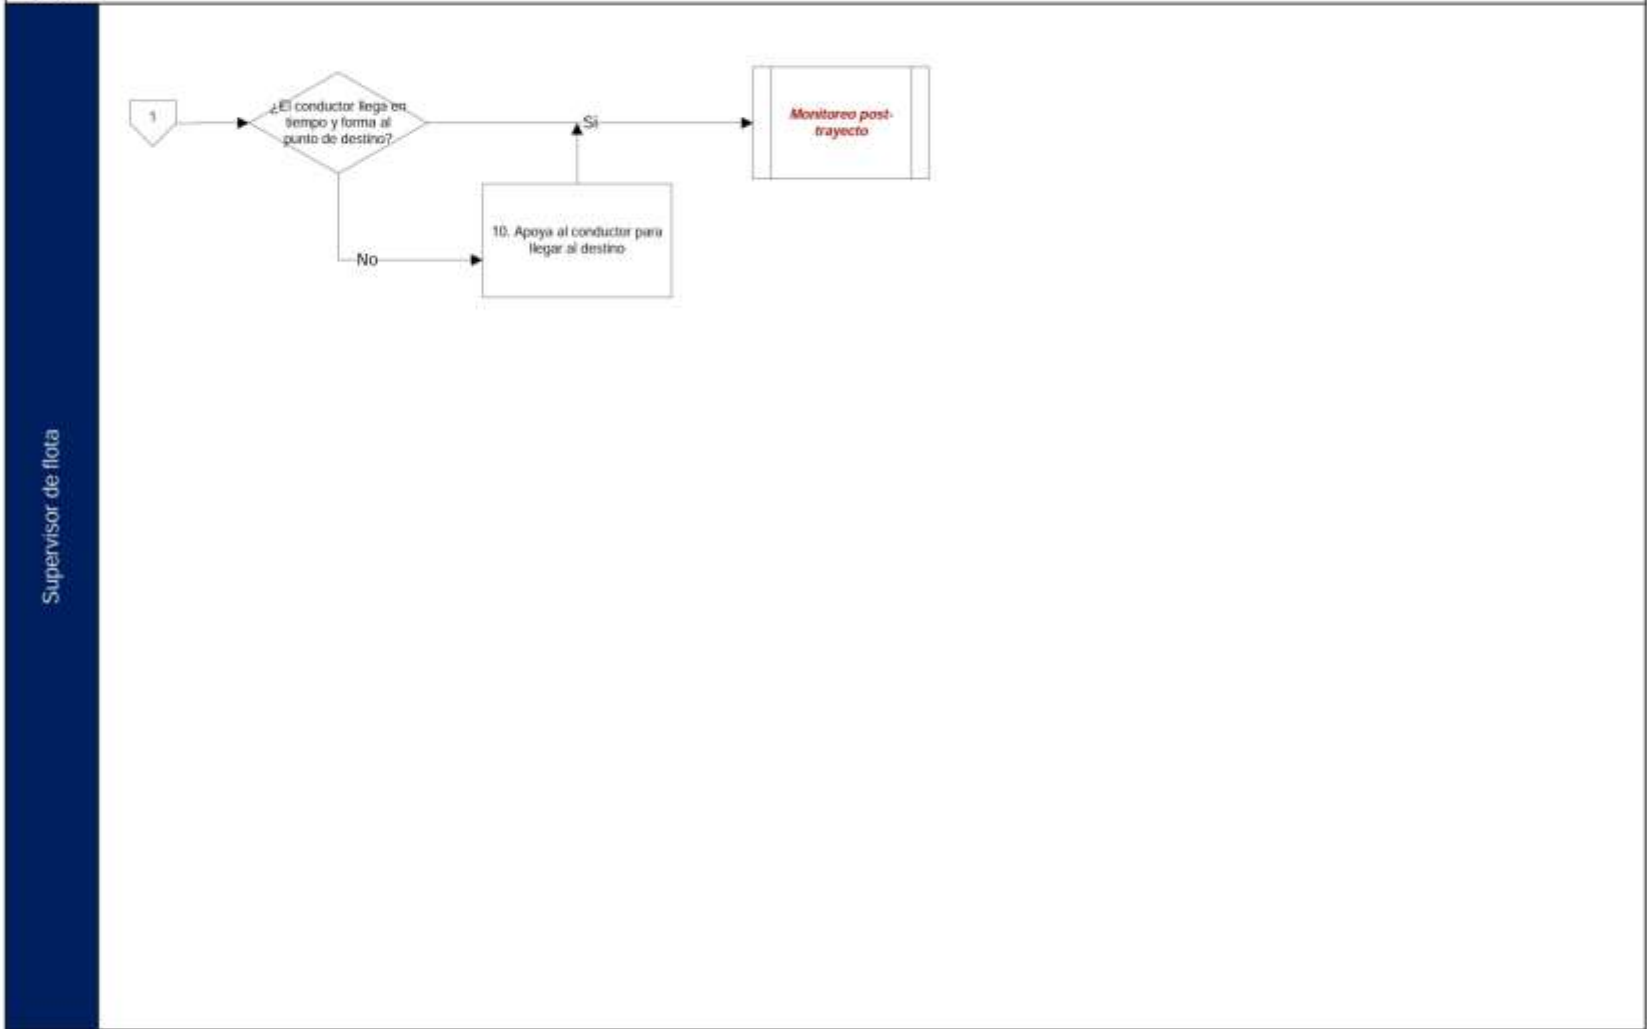 Supervisor de flota
1
¿El conductor llega en
tiempo y forma al
punto de destino?
Si
Monitoreo post-
trayecto
10. Apoya al conductor para
llegar al destino
No